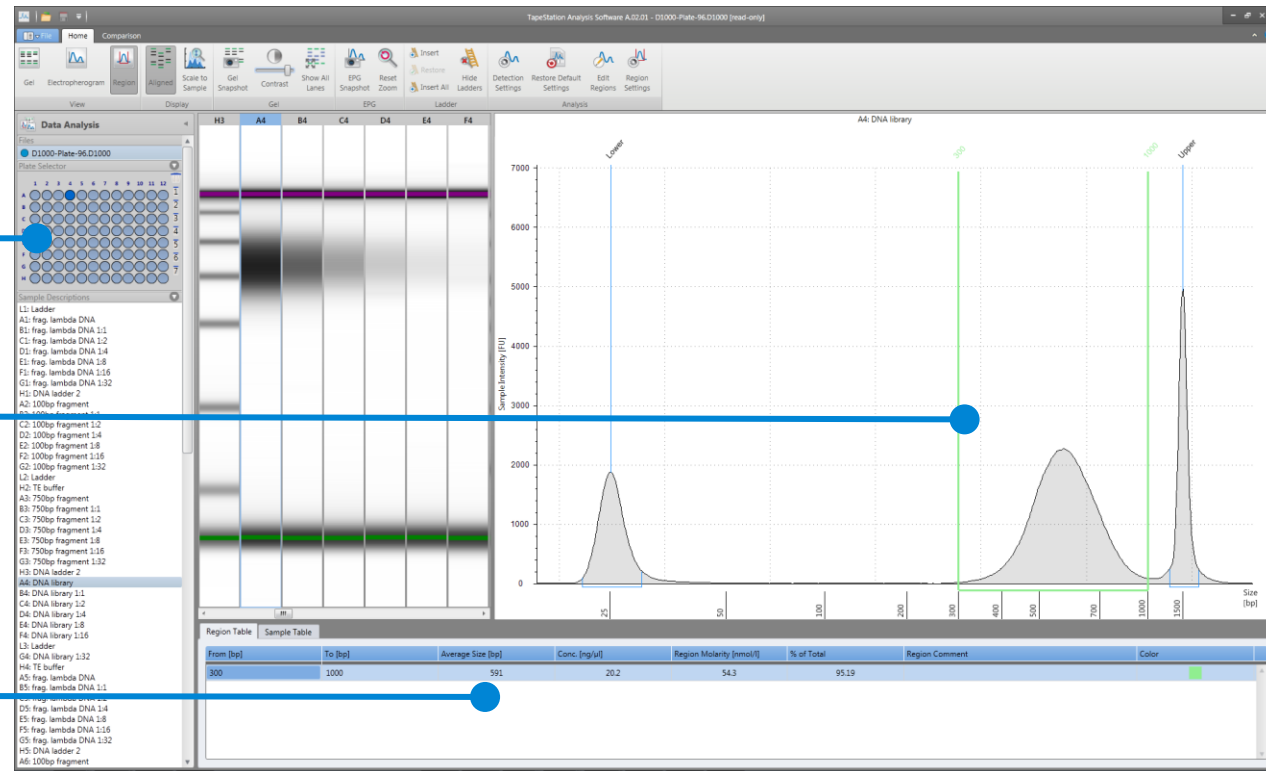 TapeStation Analysis Software A.02.01 - D1000-Plate-96.D1000 [read-only]
File Home Comparison
Gel Electropherogram Region Aligned Scale to Sample Gel Snapshot Contrast Show All Lanes EPG Snapshot Reset Zoom Insert Restore Insert All Hide Ladders Detection Settings Restore Default Settings Edit Regions Region Settings
View Display Gel EPG Ladder Analysis
Data Analysis
Files
D1000-Plate-96.D1000
Plate Selector
1 2 3 4 5 6 7 8 9 10 11 12
A 1
B 2
C 3
4
5
F 6
G 7
H
Sample Descriptions
L1: Ladder
A1: frag. lambda DNA
B1: frag. lambda DNA 1:1
C1: frag. lambda DNA 1:2
D1: frag. lambda DNA 1:4
E1: frag. lambda DNA 1:8
F1: frag. lambda DNA 1:16
G1: frag. lambda DNA 1:32
H1: DNA ladder 2
A2: 100bp fragment
C2: 100bp fragment 1:2
D2: 100bp fragment 1:4
E2: 100bp fragment 1:8
F2: 100bp fragment 1:16
G2: 100bp fragment 1:32
L2: Ladder
H2: TE buffer
A3: 750bp fragment
B3: 750bp fragment 1:1
C3: 750bp fragment 1:2
D3: 750bp fragment 1:4
E3: 750bp fragment 1:8
F3: 750bp fragment 1:16
G3: 750bp fragment 1:32
H3: DNA ladder 2
A4: DNA library
B4: DNA library 1:1
C4: DNA library 1:2
D4: DNA library 1:4
E4: DNA library 1:8
F4: DNA library 1:16
L3: Ladder
G4: DNA library 1:32
H4: TE buffer
A5: frag. lambda DNA
B5: frag. lambda DNA 1:1
D5: frag. lambda DNA 1:4
E5: frag. lambda DNA 1:8
F5: frag. lambda DNA 1:16
G5: frag. lambda DNA 1:32
H5: DNA ladder 2
A6: 100bp fragment
H3 A4 B4 C4 D4 E4 F4
A4: DNA library
Lower 300 1000 Upper
Sample Intensity [FU]
7000
6000
5000
4000
3000
2000
1000
0
25 50 100 200 300 400 500 700 1000 1500
Size [bp]
Region Table Sample Table
From [bp] To [bp] Average Size [bp] Conc. [ng/µl] Region Molarity [nmol/l] % of Total Region Comment Color
300 1000 591 20.2 54.3 95.19